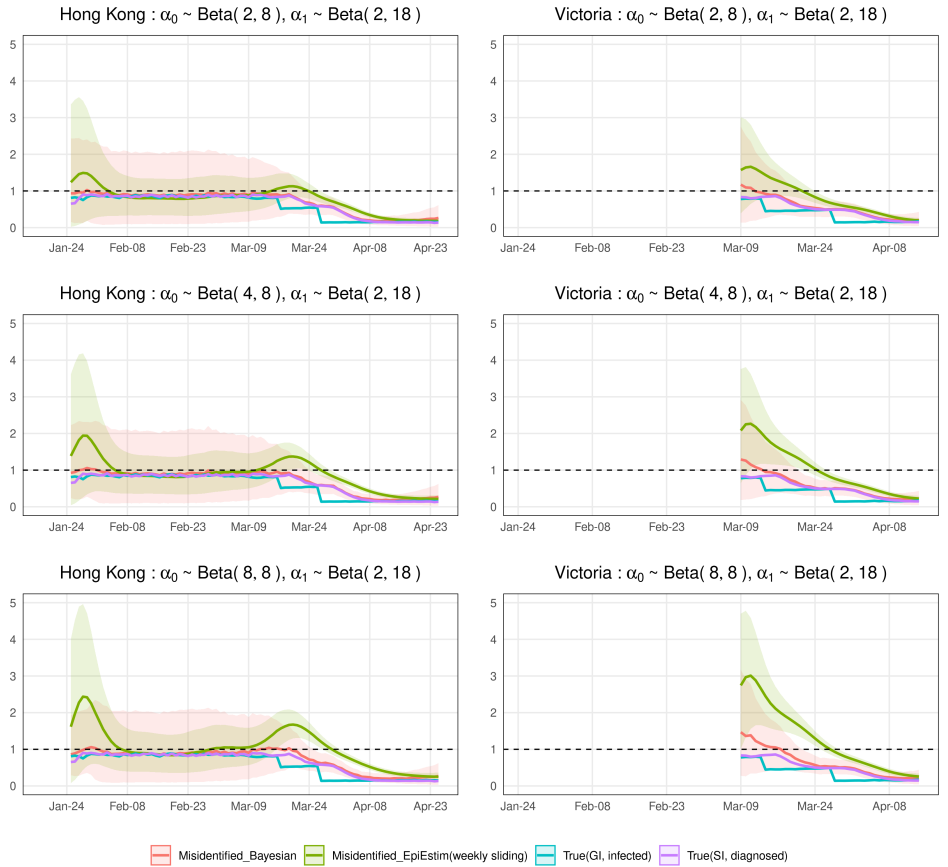 Hong Kong : α0 ~ Beta( 2, 8 ), α1 ~ Beta( 2, 18 )
5
4
3
2
1
0
Jan-24 Feb-08 Feb-23 Mar-09 Mar-24 Apr-08 Apr-23
Victoria : α0 ~ Beta( 2, 8 ), α1 ~ Beta( 2, 18 )
5
4
3
2
1
0
Jan-24 Feb-08 Feb-23 Mar-09 Mar-24 Apr-08
Hong Kong : α0 ~ Beta( 4, 8 ), α1 ~ Beta( 2, 18 )
5
4
3
2
1
0
Jan-24 Feb-08 Feb-23 Mar-09 Mar-24 Apr-08 Apr-23
Victoria : α0 ~ Beta( 4, 8 ), α1 ~ Beta( 2, 18 )
5
4
3
2
1
0
Jan-24 Feb-08 Feb-23 Mar-09 Mar-24 Apr-08
Hong Kong : α0 ~ Beta( 8, 8 ), α1 ~ Beta( 2, 18 )
5
4
3
2
1
0
Jan-24 Feb-08 Feb-23 Mar-09 Mar-24 Apr-08 Apr-23
Victoria : α0 ~ Beta( 8, 8 ), α1 ~ Beta( 2, 18 )
5
4
3
2
1
0
Jan-24 Feb-08 Feb-23 Mar-09 Mar-24 Apr-08
Misidentified_Bayesian Misidentified_EpiEstim(weekly sliding) True(GI, infected) True(SI, diagnosed)